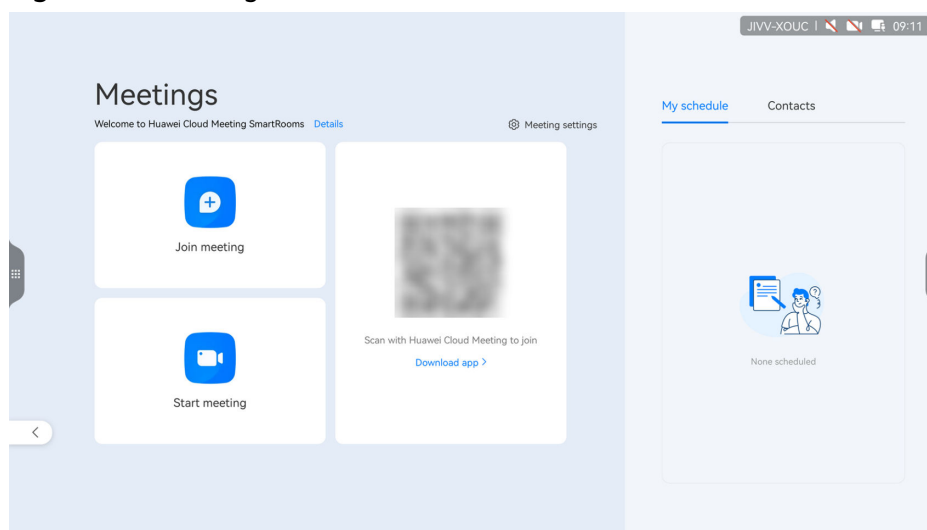 JIVV-XOUC | 09:11
Meetings
Welcome to Huawei Cloud Meeting SmartRooms Details
Meeting settings
Join meeting
Start meeting
Scan with Huawei Cloud Meeting to join
Download app >
My schedule Contacts
None scheduled